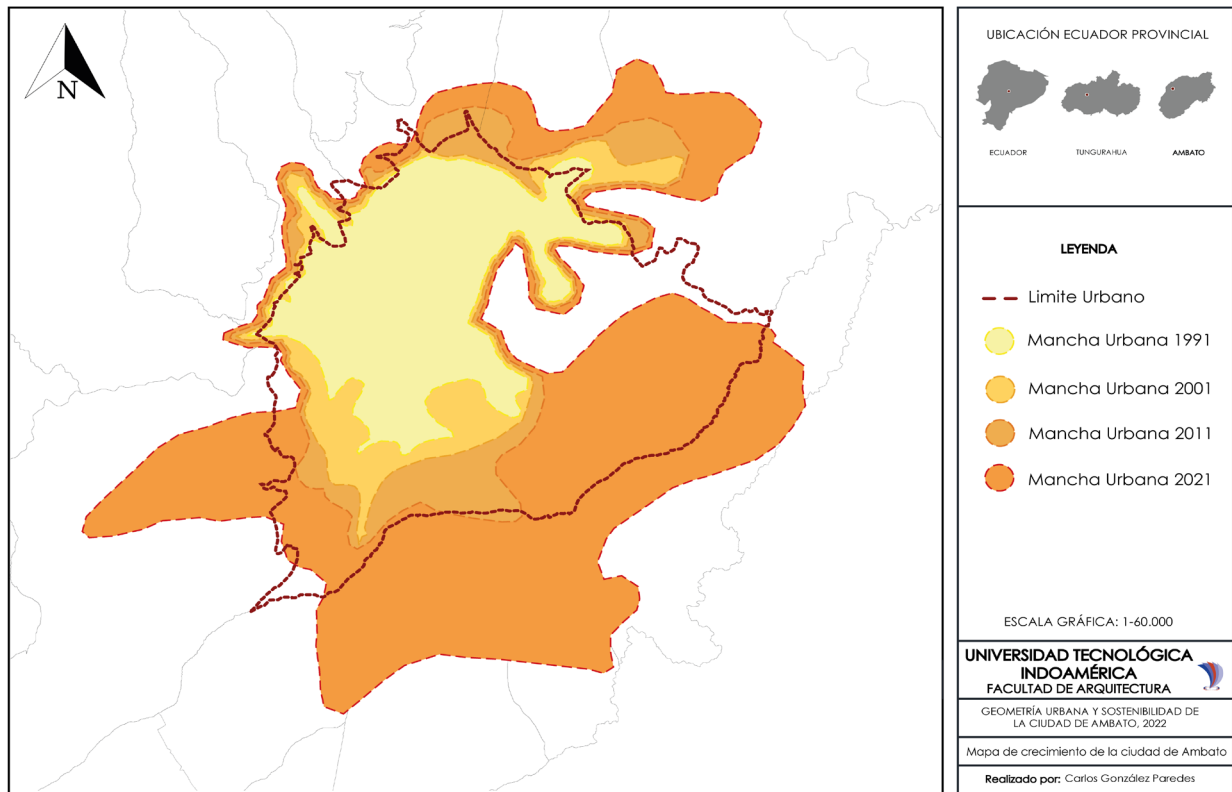 N
UBICACIÓN ECUADOR PROVINCIAL
ECUADOR
TUNGURAHUA
AMBATO
LEYENDA
Limite Urbano
Mancha Urbana 1991
Mancha Urbana 2001
Mancha Urbana 2011
Mancha Urbana 2021
ESCALA GRÁFICA: 1-60.000
UNIVERSIDAD TECNOLÓGICA
INDOAMÉRICA
FACULTAD DE ARQUITECTURA
GEOMETRÍA URBANA Y SOSTENIBILIDAD DE
LA CIUDAD DE AMBATO, 2022
Mapa de crecimiento de la ciudad de Ambato
Realizado por: Carlos González Paredes